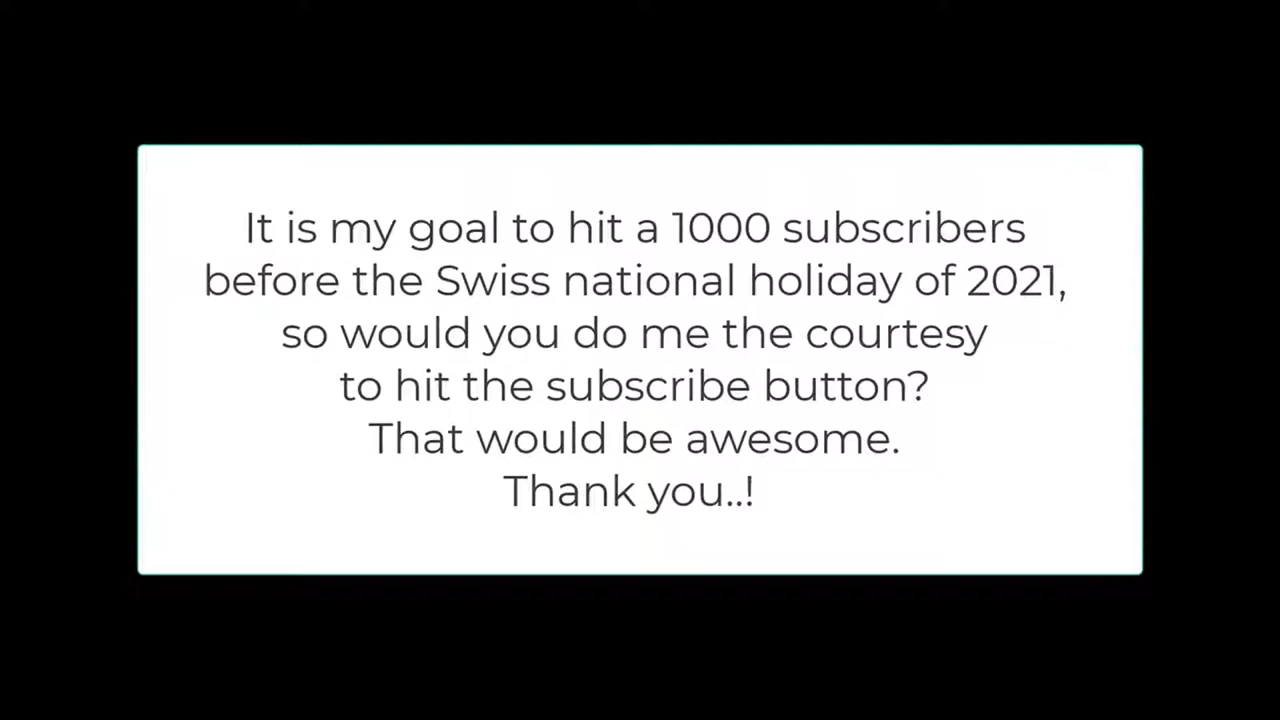 It is my goal to hit a 1000 subscribers
before the Swiss national holiday of 2021,
so would you do me the courtesy
to hit the subscribe button?
That would be awesome.
Thank you..!